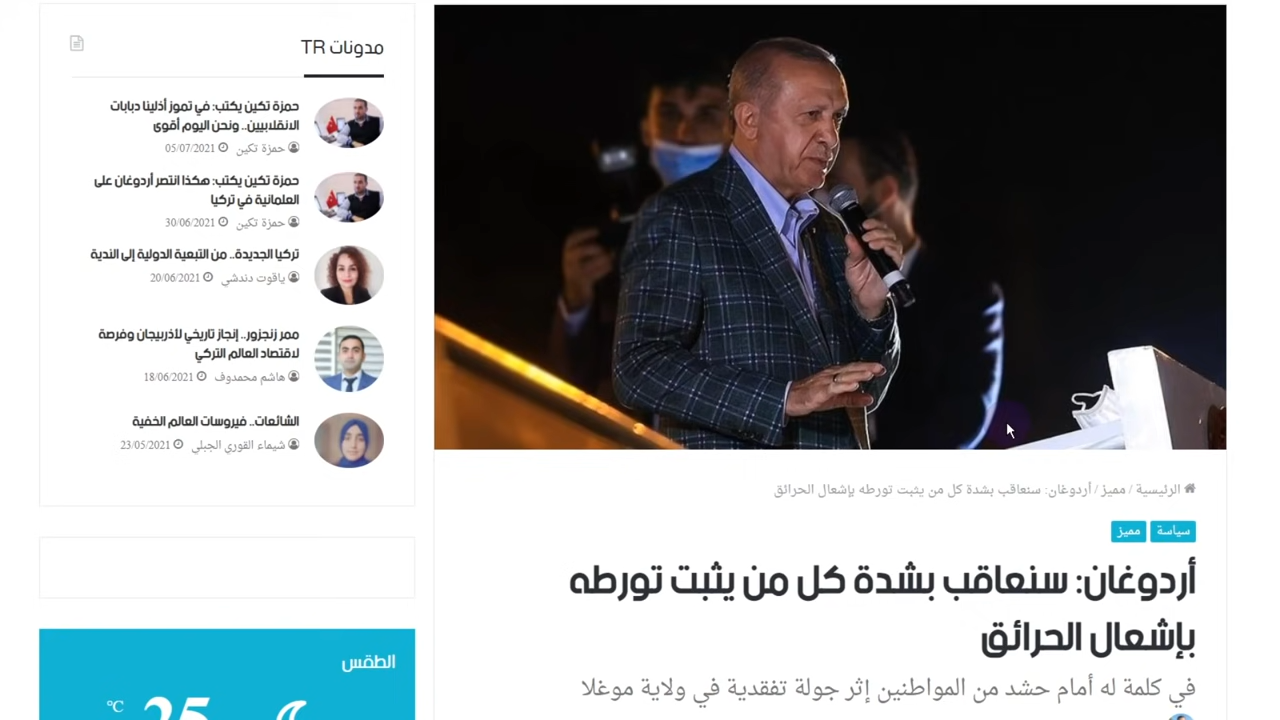 الرئيسية / مميز / أردوغان: سنعاقب بشدة كل من يثبت تورطه بإشعال الحرائق
سياسة
مميز
أردوغان: سنعاقب بشدة كل من يثبت تورطه
بإشعال الحرائق
في كلمة له أمام حشد من المواطنين إثر جولة تفقدية في ولاية موغلا
مدونات TR
حمزة تكين يكتب: في تموز أذلينا دبابات
الانقلابيين.. ونحن اليوم أقوى
حمزة تكين 05/07/2021
حمزة تكين يكتب: هكذا انتصر أردوغان على
العلمانية في تركيا
حمزة تكين 30/06/2021
تركيا الجديدة.. من التبعية الدولية إلى الندية
ياقوت دندشي 20/06/2021
ممر زنجزور.. إنجاز تاريخي لأذربيجان وفرصة
لاقتصاد العالم التركي
هاشم محمدوف 18/06/2021
الشائعات.. فيروسات العالم الخفية
شيماء القوري الجبلي 23/05/2021
الطقس
25 ℃